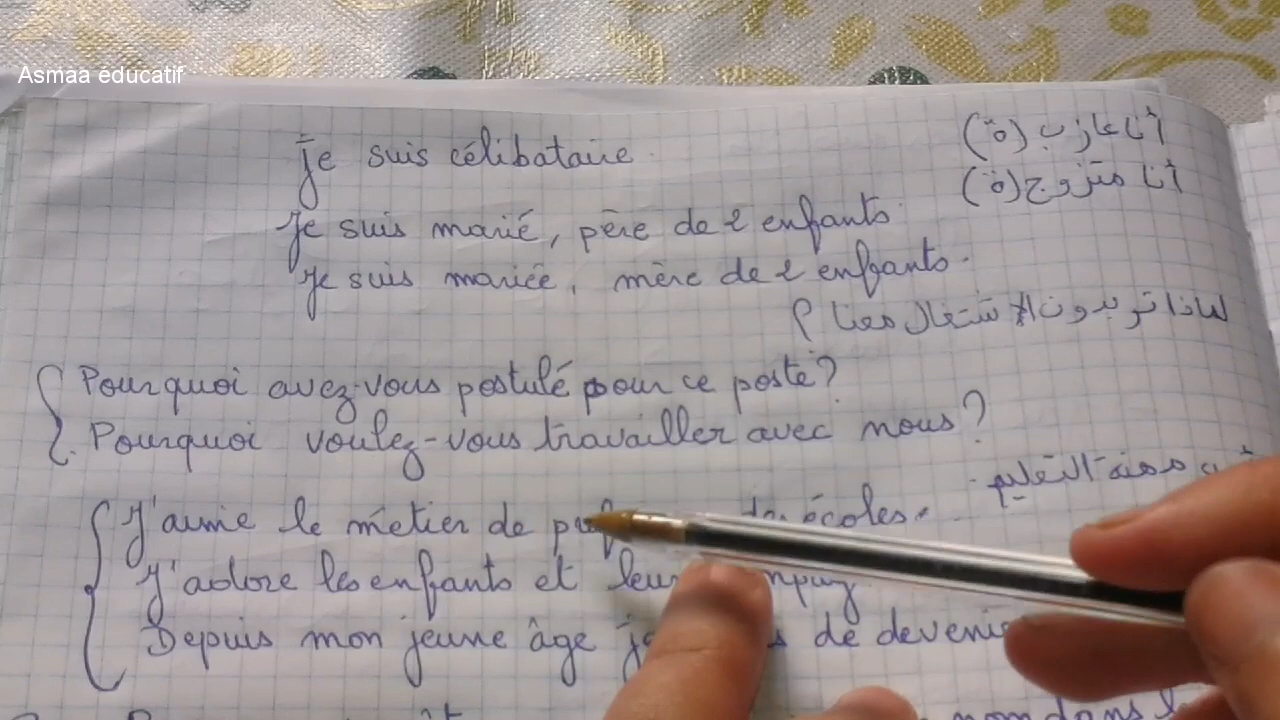 Asmaa éducatif
Je suis célibataire.
أنا عازب (ة)
أنا متزوج (ة)
Je suis marié, père de 2 enfants.
Je suis mariée, mère de 2 enfants.
لماذا تريدون الاشتغال معنا ؟
Pourquoi avez-vous postulé pour ce poste ?
Pourquoi voulez-vous travailler avec nous ?
مهنة التعليم
J'aime le métier de écoles.
J'adore les enfants et
Depuis mon jeune âge de devenir
dans